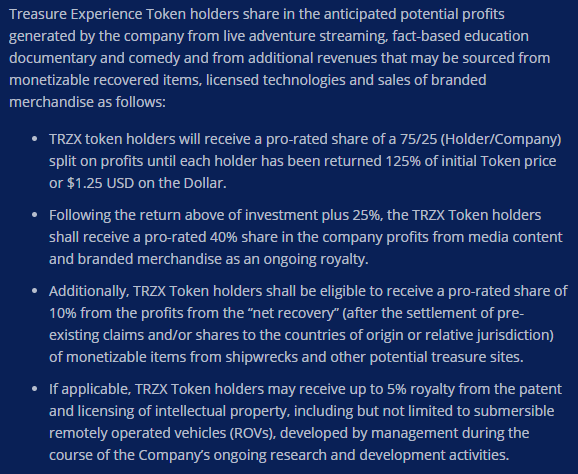 Treasure Experience Token holders share in the anticipated potential profits
generated by the company from live adventure streaming, fact-based education
documentary and comedy and from additional revenues that may be sourced from
monetizable recovered items, licensed technologies and sales of branded
merchandise as follows:
• TRZX token holders will receive a pro-rated share of a 75/25 (Holder/Company)
split on profits until each holder has been returned 125% of initial Token price
or $1.25 USD on the Dollar.
• Following the return above of investment plus 25%, the TRZX Token holders
shall receive a pro-rated 40% share in the company profits from media content
and branded merchandise as an ongoing royalty.
• Additionally, TRZX Token holders shall be eligible to receive a pro-rated share of
10% from the profits from the “net recovery” (after the settlement of pre-
existing claims and/or shares to the countries of origin or relative jurisdiction)
of monetizable items from shipwrecks and other potential treasure sites.
• If applicable, TRZX Token holders may receive up to 5% royalty from the patent
and licensing of intellectual property, including but not limited to submersible
remotely operated vehicles (ROVs), developed by management during the
course of the Company’s ongoing research and development activities.